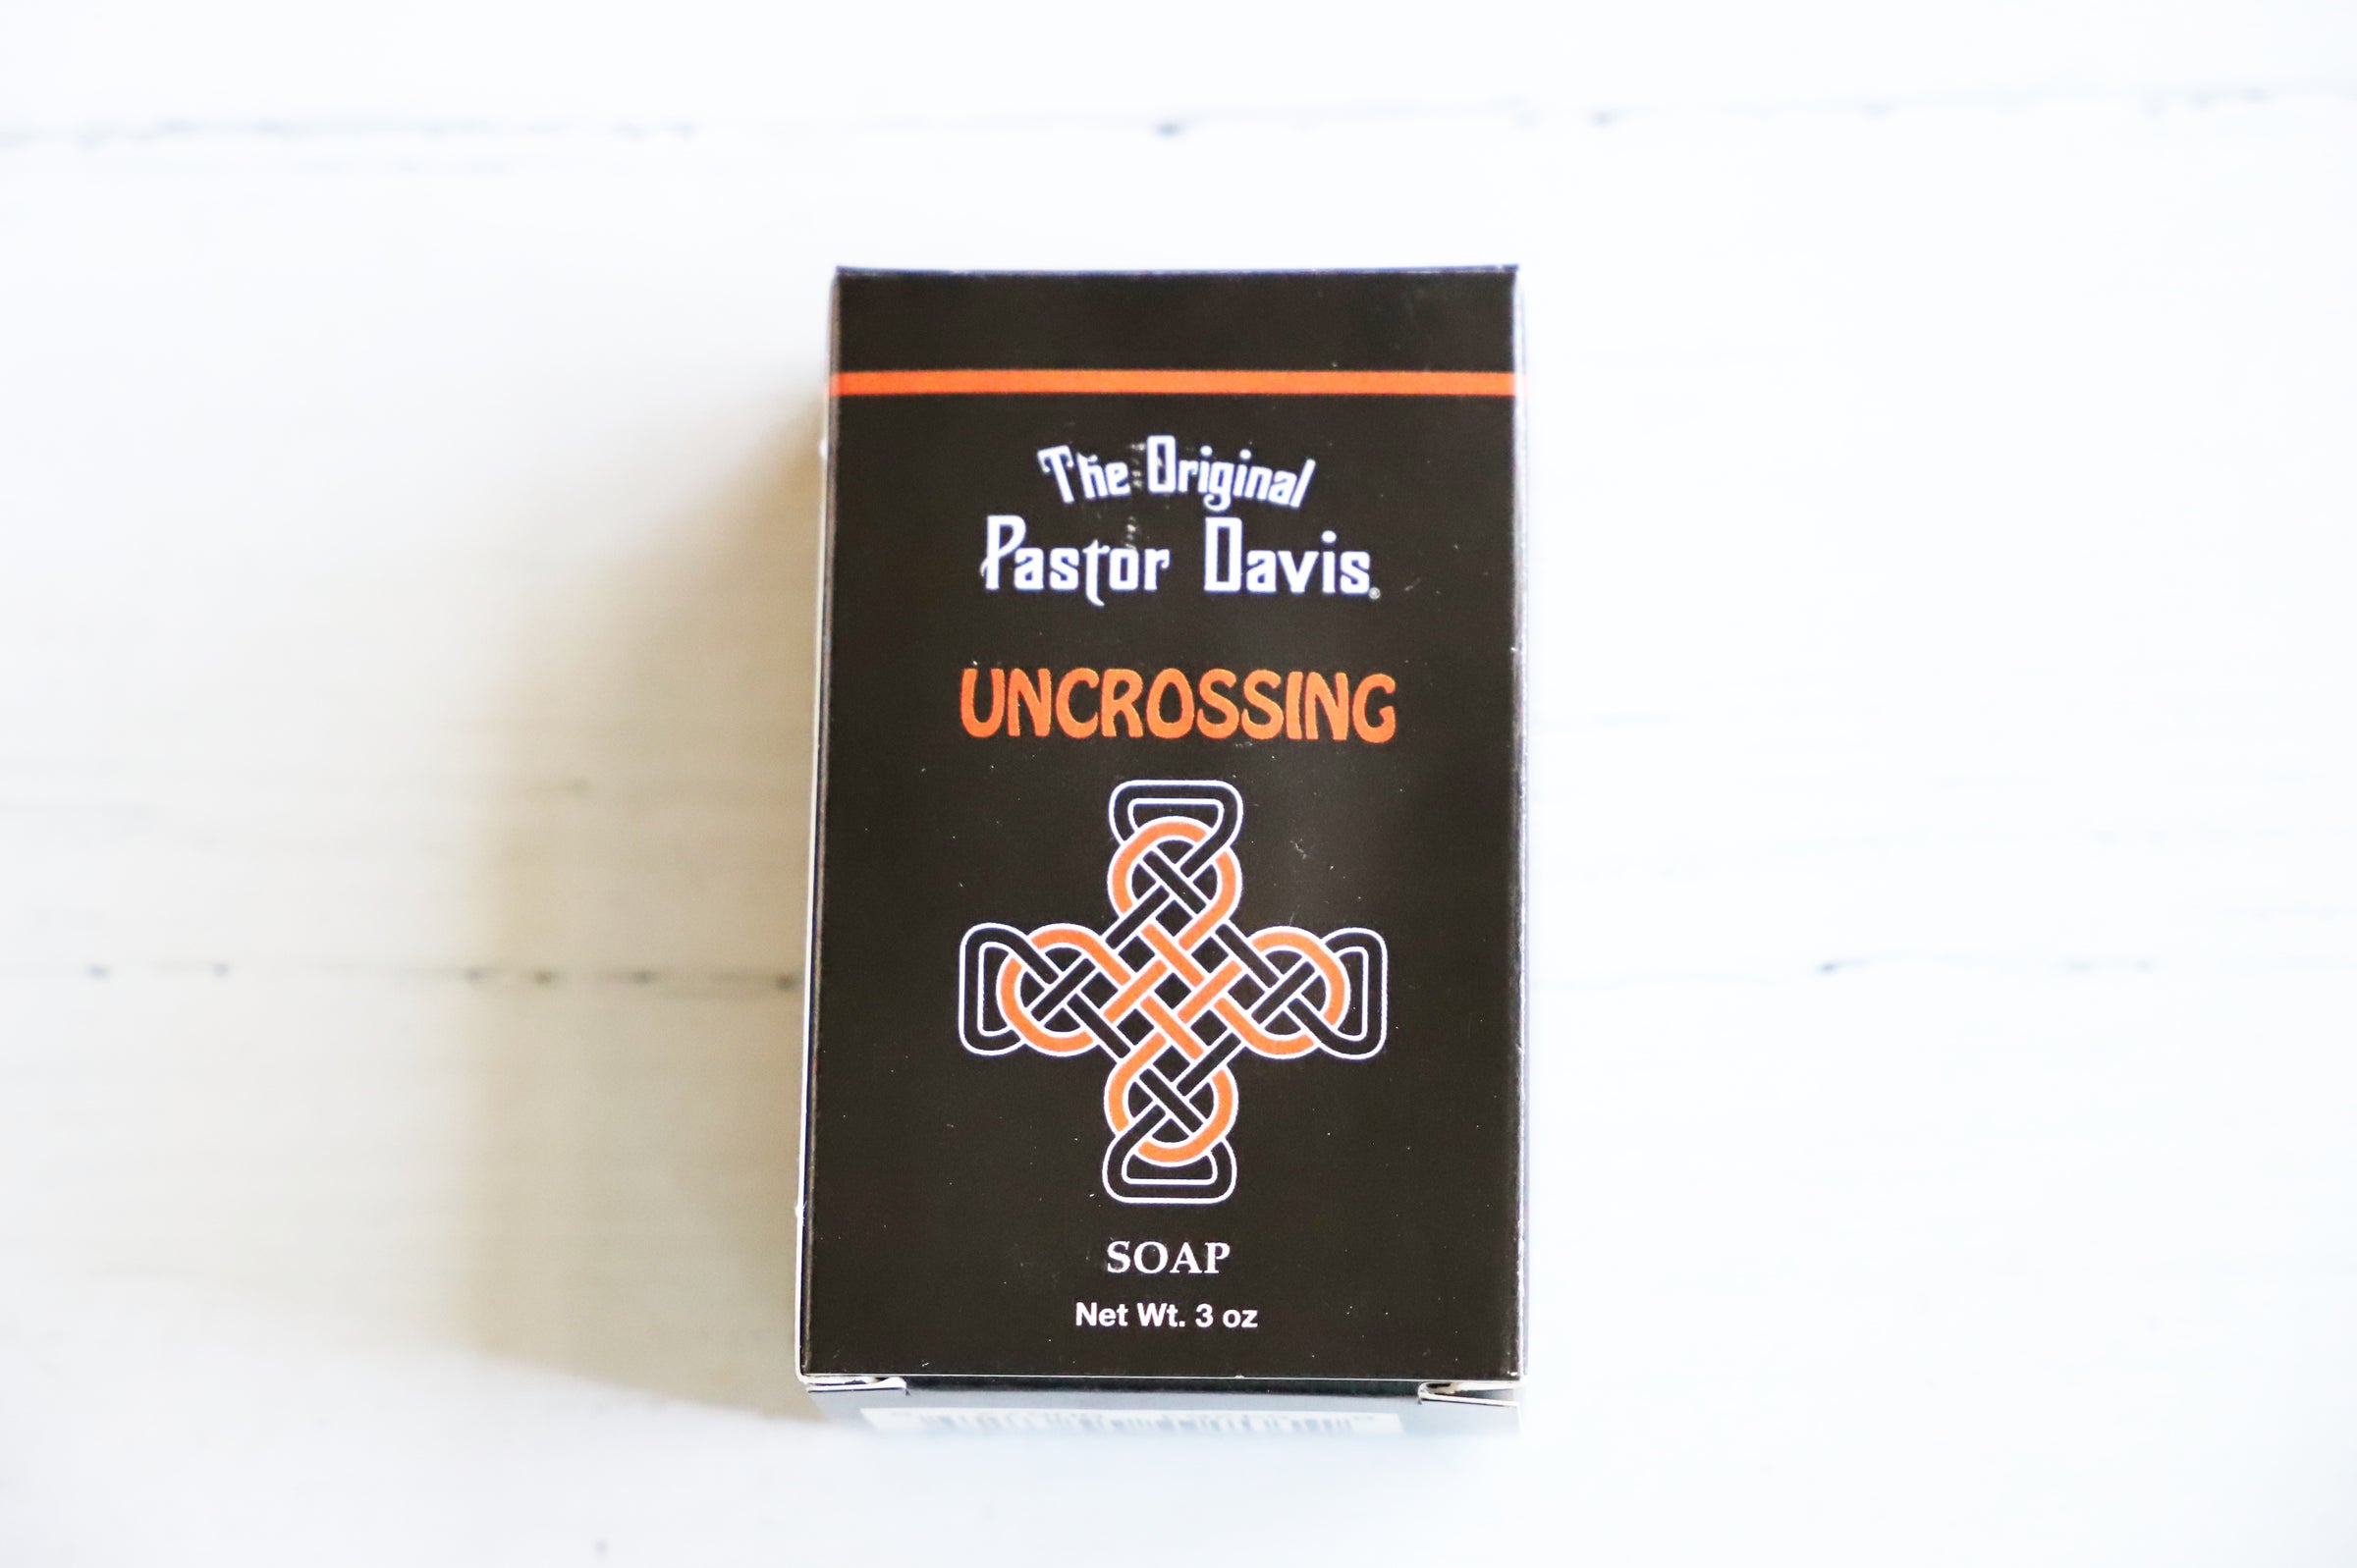 The Original
Pastor Davis®
UNCROSSING
SOAP
Net Wt. 3 oz